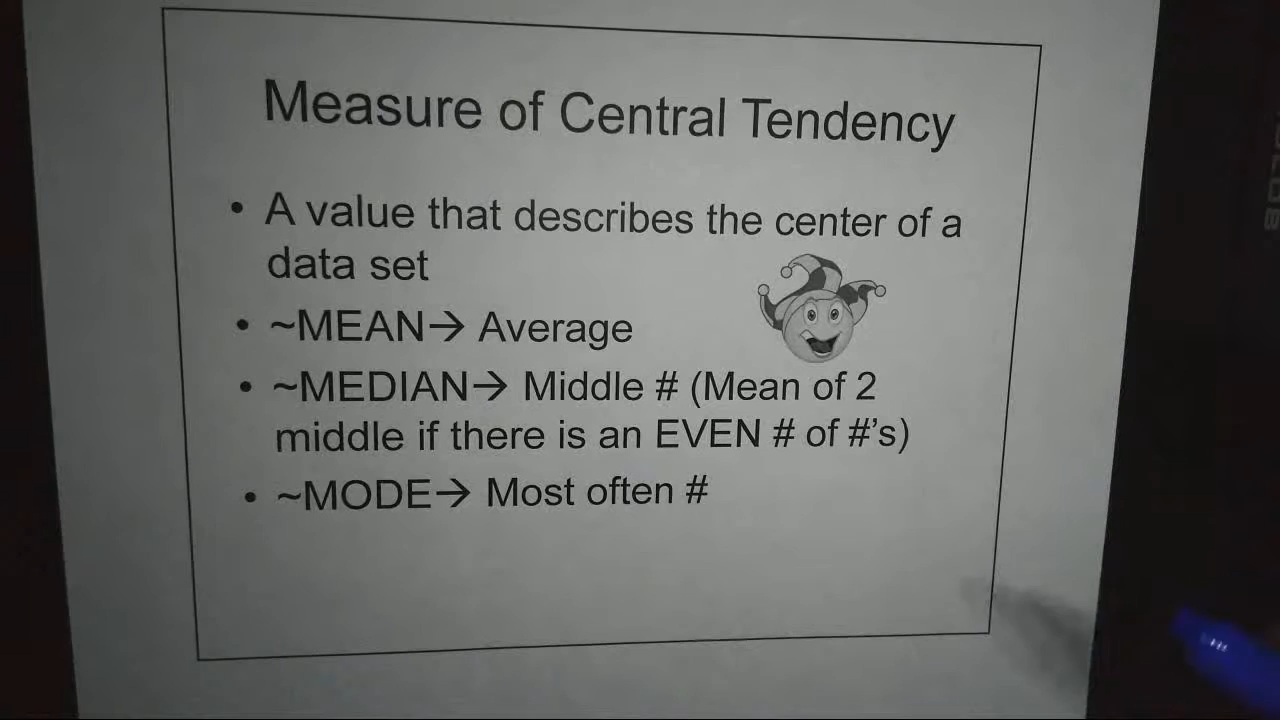 Measure of Central Tendency
• A value that describes the center of a
data set
• ~MEAN→ Average
• ~MEDIAN→ Middle # (Mean of 2
middle if there is an EVEN # of #'s)
• ~MODE→ Most often #